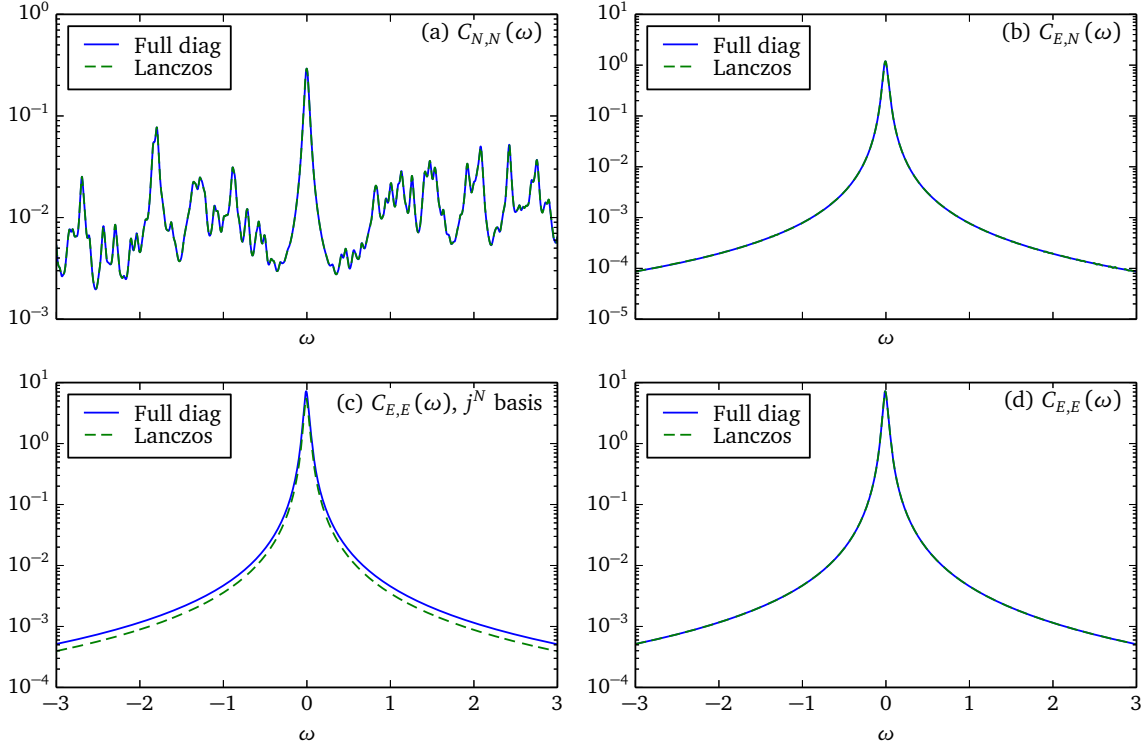 10^0
10^{-1}
10^{-2}
10^{-3}
Full diag
Lanczos
(a) C_{N,N}(ω)
ω
10^1
10^0
10^{-1}
10^{-2}
10^{-3}
10^{-4}
10^{-5}
Full diag
Lanczos
(b) C_{E,N}(ω)
ω
10^1
10^0
10^{-1}
10^{-2}
10^{-3}
10^{-4}
Full diag
Lanczos
(c) C_{E,E}(ω), j^N basis
−3 −2 −1 0 1 2 3
ω
10^1
10^0
10^{-1}
10^{-2}
10^{-3}
10^{-4}
Full diag
Lanczos
(d) C_{E,E}(ω)
−3 −2 −1 0 1 2 3
ω